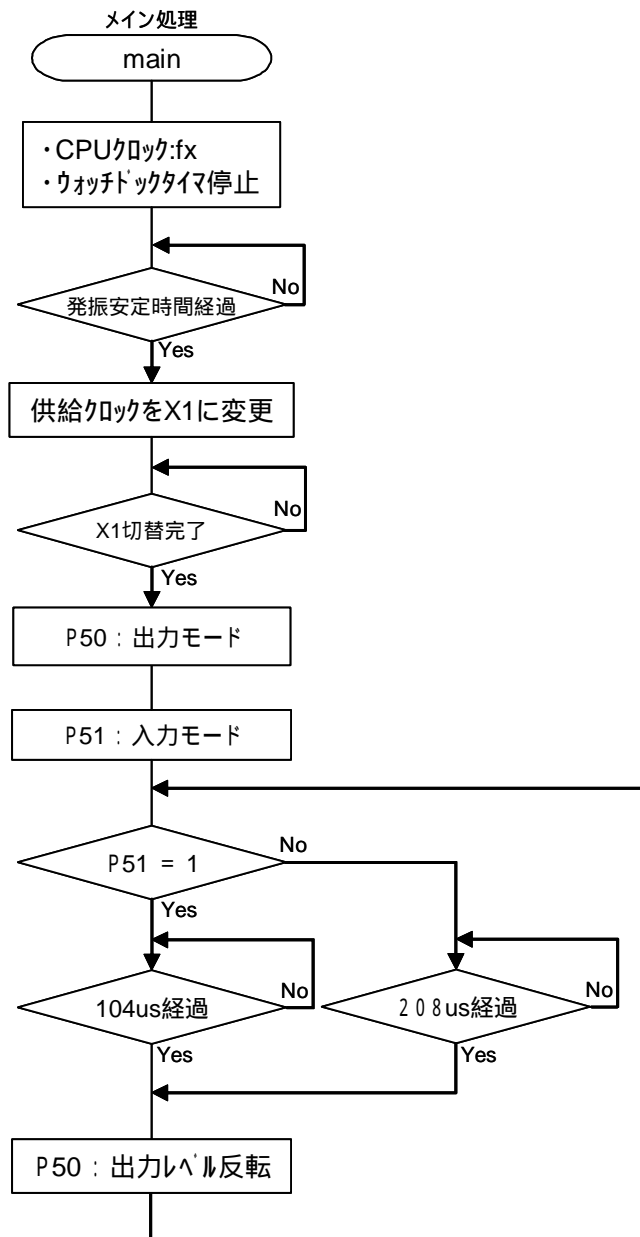 メイン処理
main
・CPUｸﾛｯｸ:fx
・ｳｫｯﾁﾄﾞｯｸﾀｲﾏ停止
No
発振安定時間経過
Yes
供給ｸﾛｯｸをX1に変更
No
X1切替完了
Yes
P50：出力モード
P51：入力モード
No
P51 = 1
Yes
104us経過
No
２０８us経過
No
Yes
Yes
P50：出力ﾚﾍﾞﾙ反転